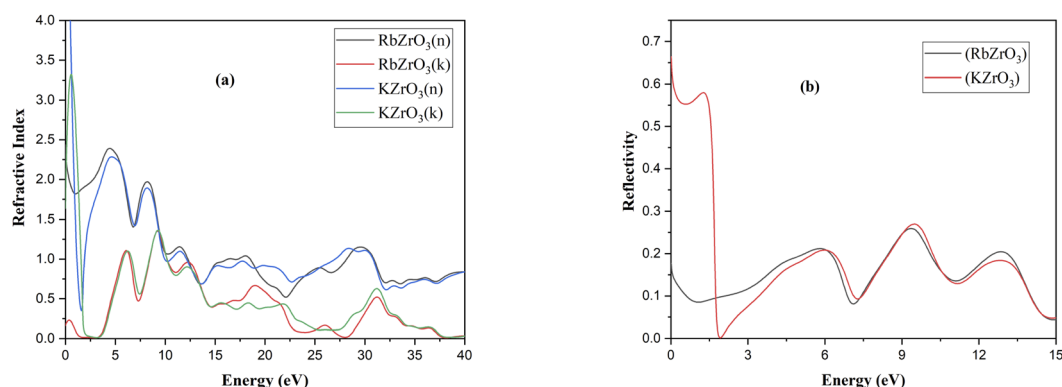 4.0
3.5
3.0
2.5
2.0
1.5
1.0
0.5
0.0
Refractive Index
(a)
RbZrO₃(n)
RbZrO₃(k)
KZrO₃(n)
KZrO₃(k)
0 5 10 15 20 25 30 35 40
Energy (eV)
0.7
0.6
0.5
0.4
0.3
0.2
0.1
0.0
Reflectivity
(b)
(RbZrO₃)
(KZrO₃)
0 3 6 9 12 15
Energy (eV)